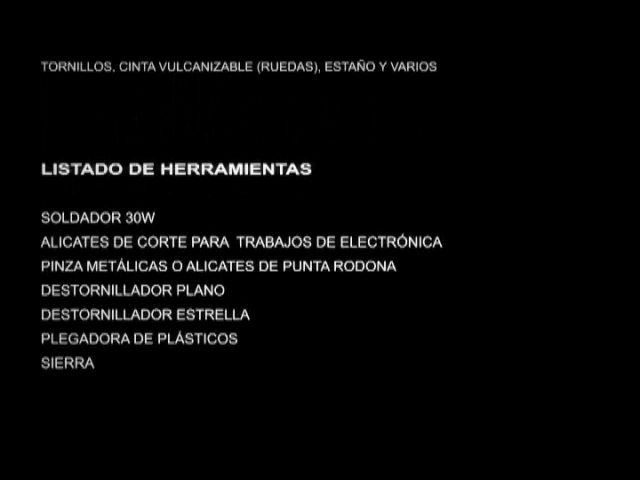 TORNILLOS, CINTA VULCANIZABLE (RUEDAS), ESTAÑO Y VARIOS
LISTADO DE HERRAMIENTAS
SOLDADOR 30W
ALICATES DE CORTE PARA TRABAJOS DE ELECTRÓNICA
PINZA METÁLICAS O ALICATES DE PUNTA RODONA
DESTORNILLADOR PLANO
DESTORNILLADOR ESTRELLA
PLEGADORA DE PLÁSTICOS
SIERRA